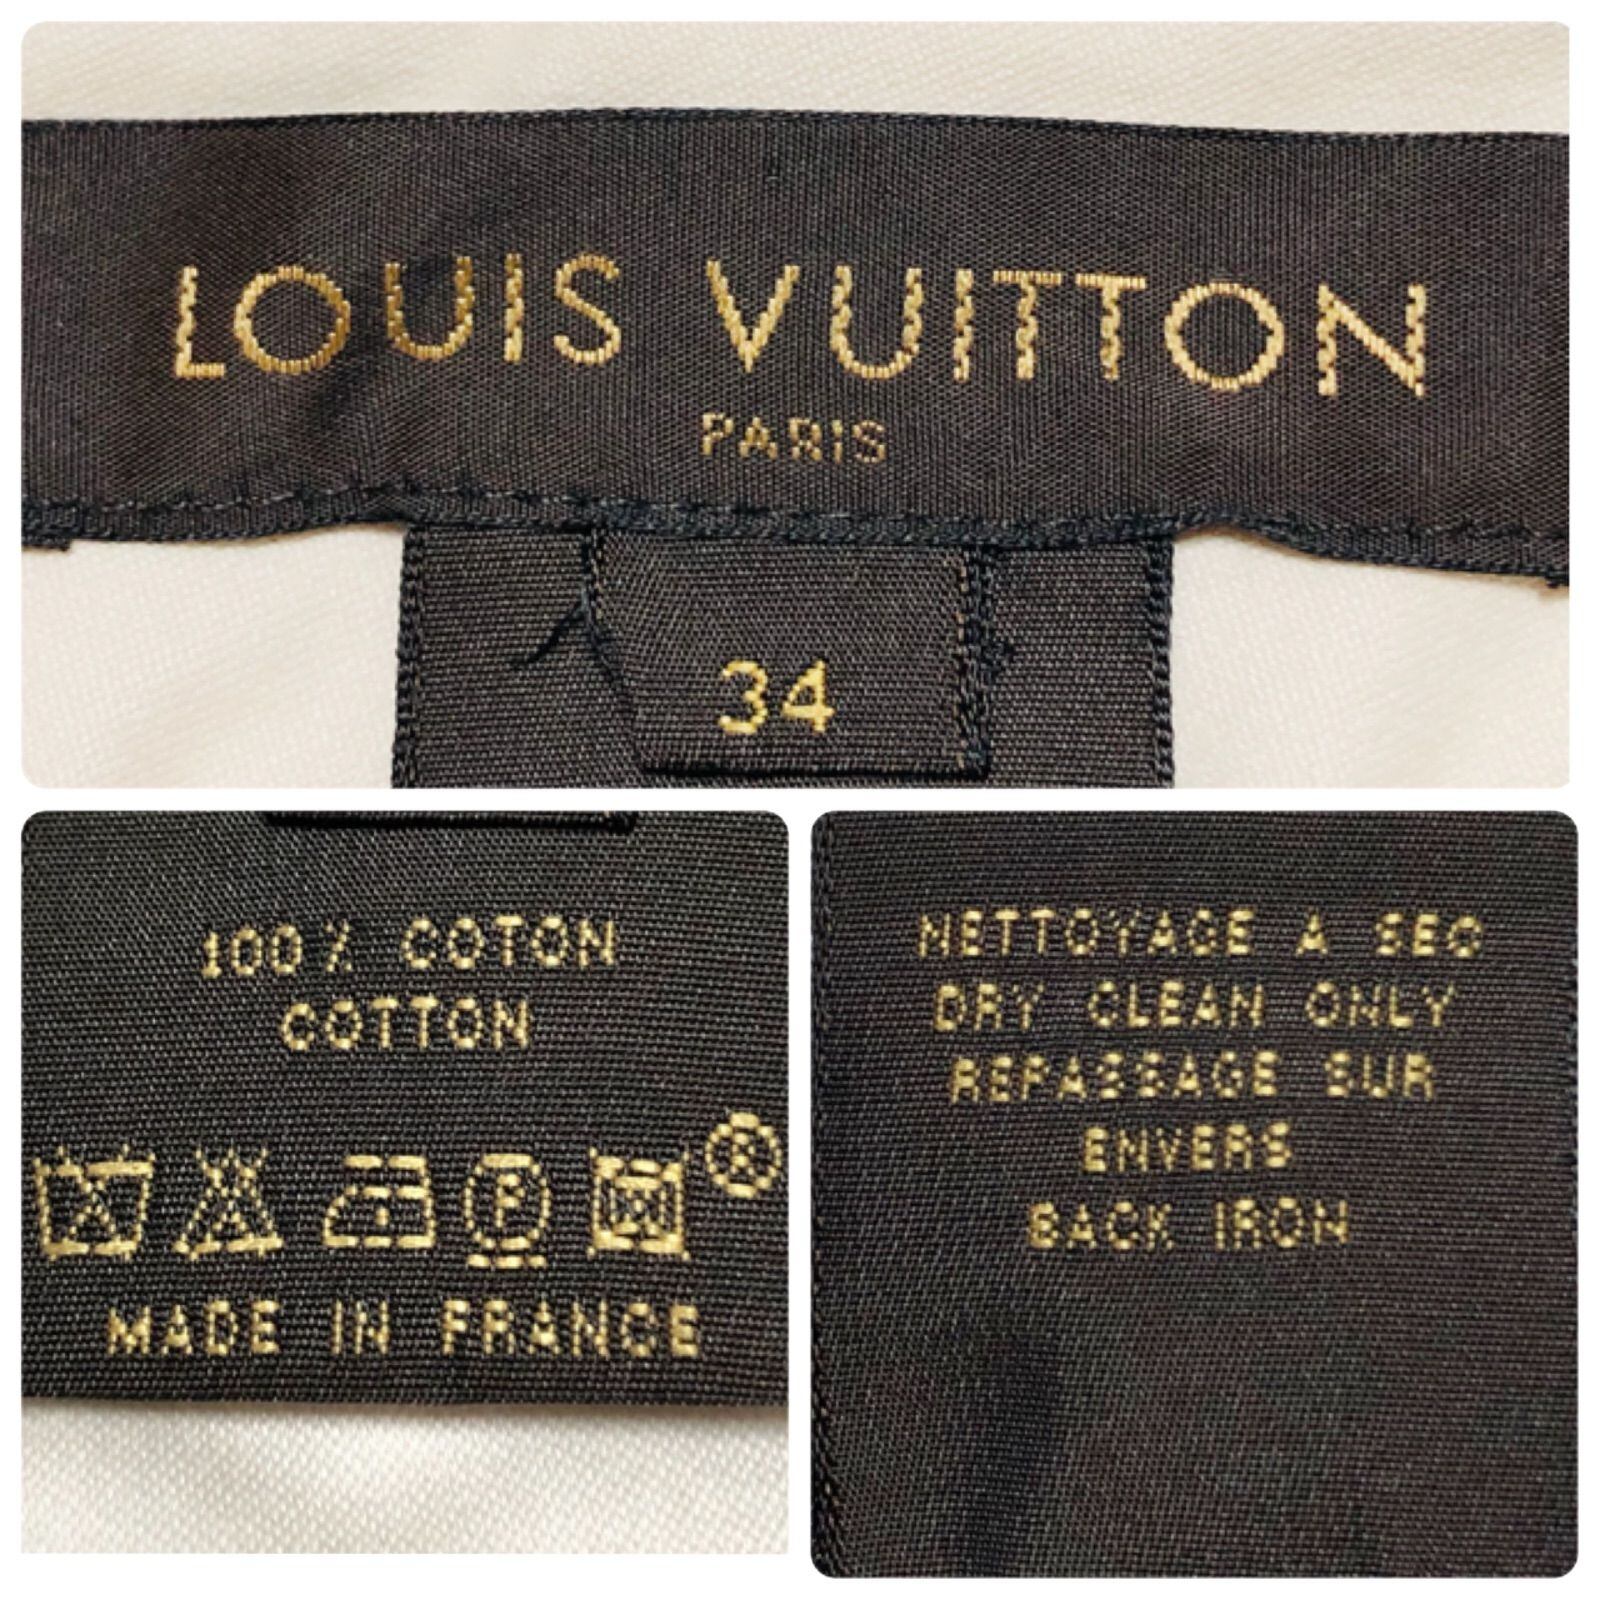 LOUIS VUITTON
PARIS
34
100% COTON
COTTON
P
®
MADE IN FRANCE
NETTOYAGE A SEC
DRY CLEAN ONLY
REPASSAGE SUR
ENVERS
BACK IRON